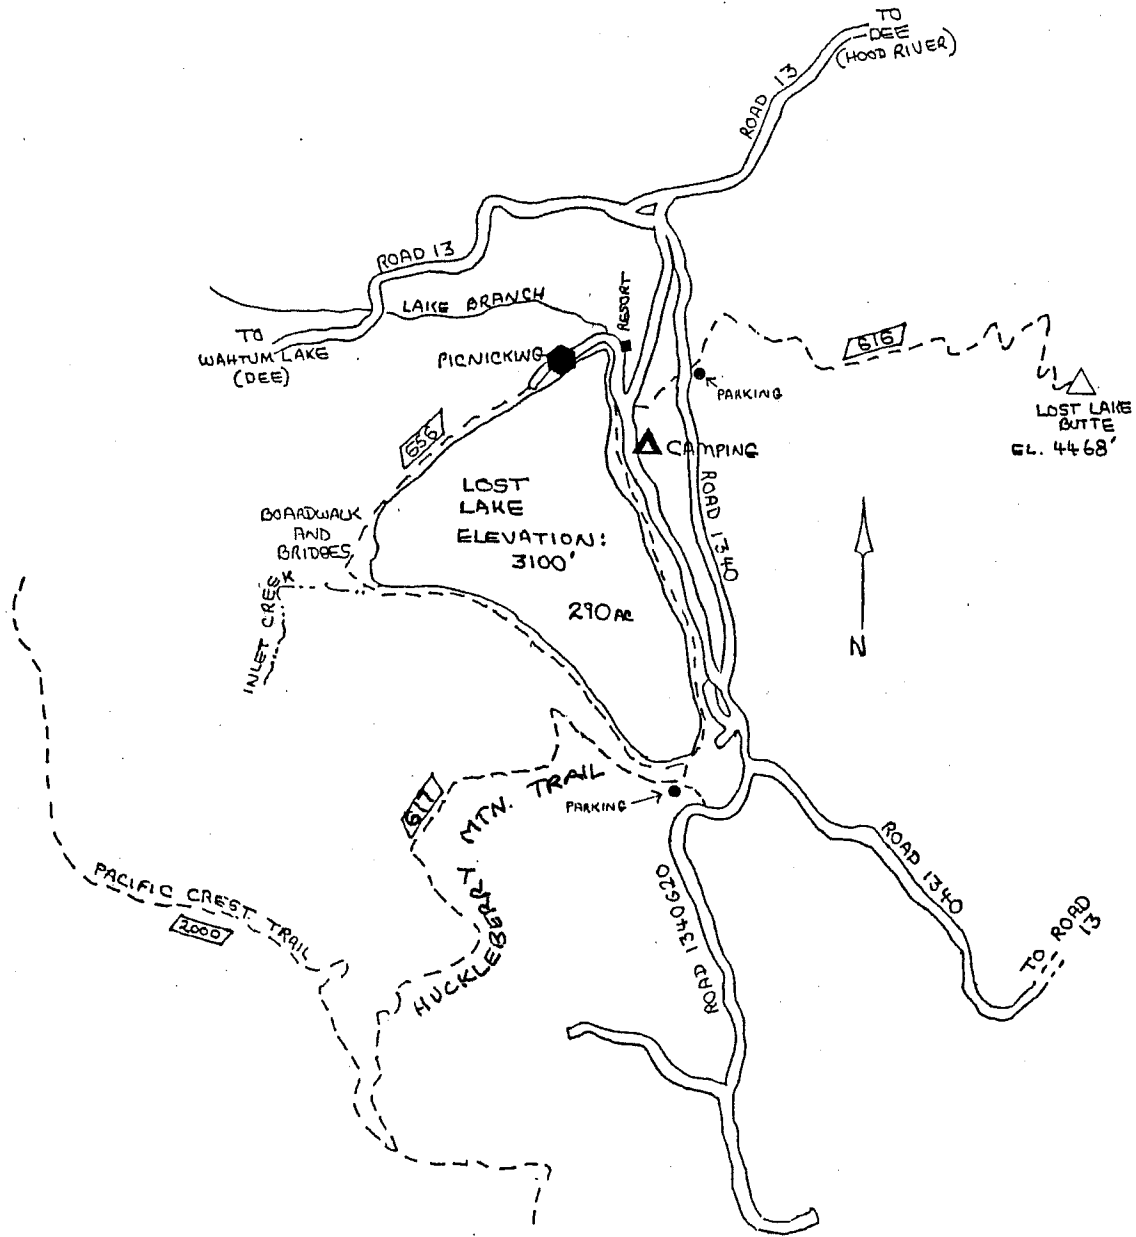 TO
DEE
(HOOD RIVER)
ROAD 13
ROAD 13
LAKE BRANCH
RESORT
TO
WAHTUM LAKE
(DEE)
PICNICKING
616
PARKING
LOST LAKE
BUTTE
EL. 4468'
656
CAMPING
LOST
LAKE
ELEVATION:
3100'
290 AC
ROAD 1340
BOARDWALK
AND
BRIDGES
INLET CREEK
N
617
HUCKLEBERRY MTN. TRAIL
PARKING
ROAD 1340620
ROAD 1340
TO ROAD
13
PACIFIC CREST TRAIL
2000